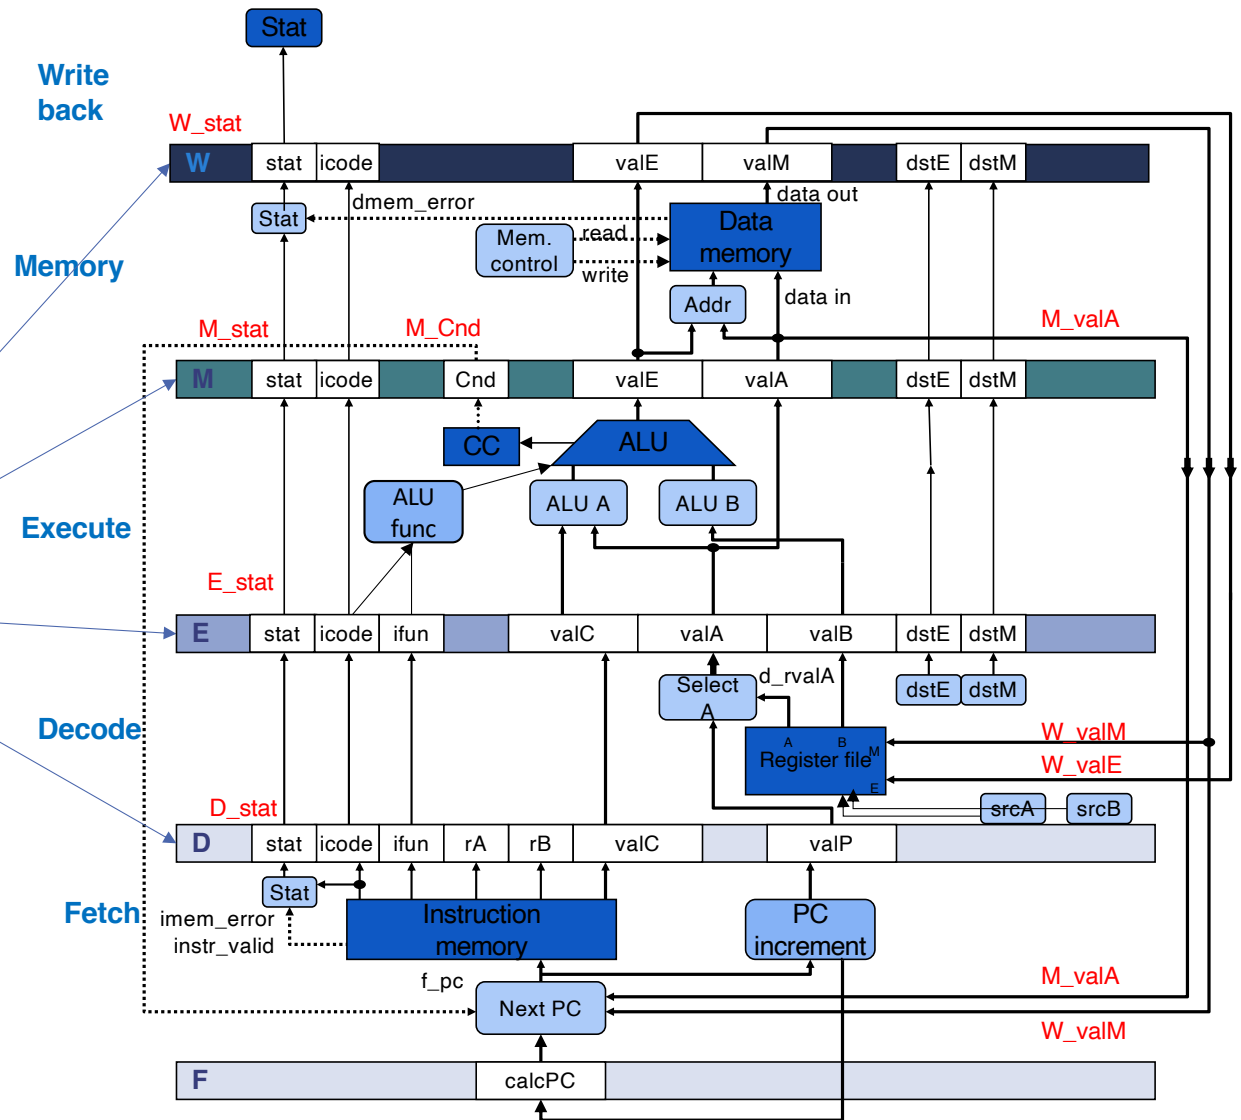 Stat
Write
back
W_stat
W stat icode valE valM dstE dstM
data out
Stat dmem_error
Mem.
control
read
write
Data
memory
Memory
Addr data in
M_stat M_Cnd M_valA
M stat icode Cnd valE valA dstE dstM
CC ALU
ALU
func
ALU A ALU B
Execute
E_stat
E stat icode ifun valC valA valB dstE dstM
Select
A
d_rvalA
dstE dstM
Decode
A B
Register file M
E
W_valM
W_valE
D_stat srcA srcB
D stat icode ifun rA rB valC valP
Stat
Fetch
imem_error
instr_valid
Instruction
memory
PC
increment
f_pc M_valA
Next PC
W_valM
F calcPC